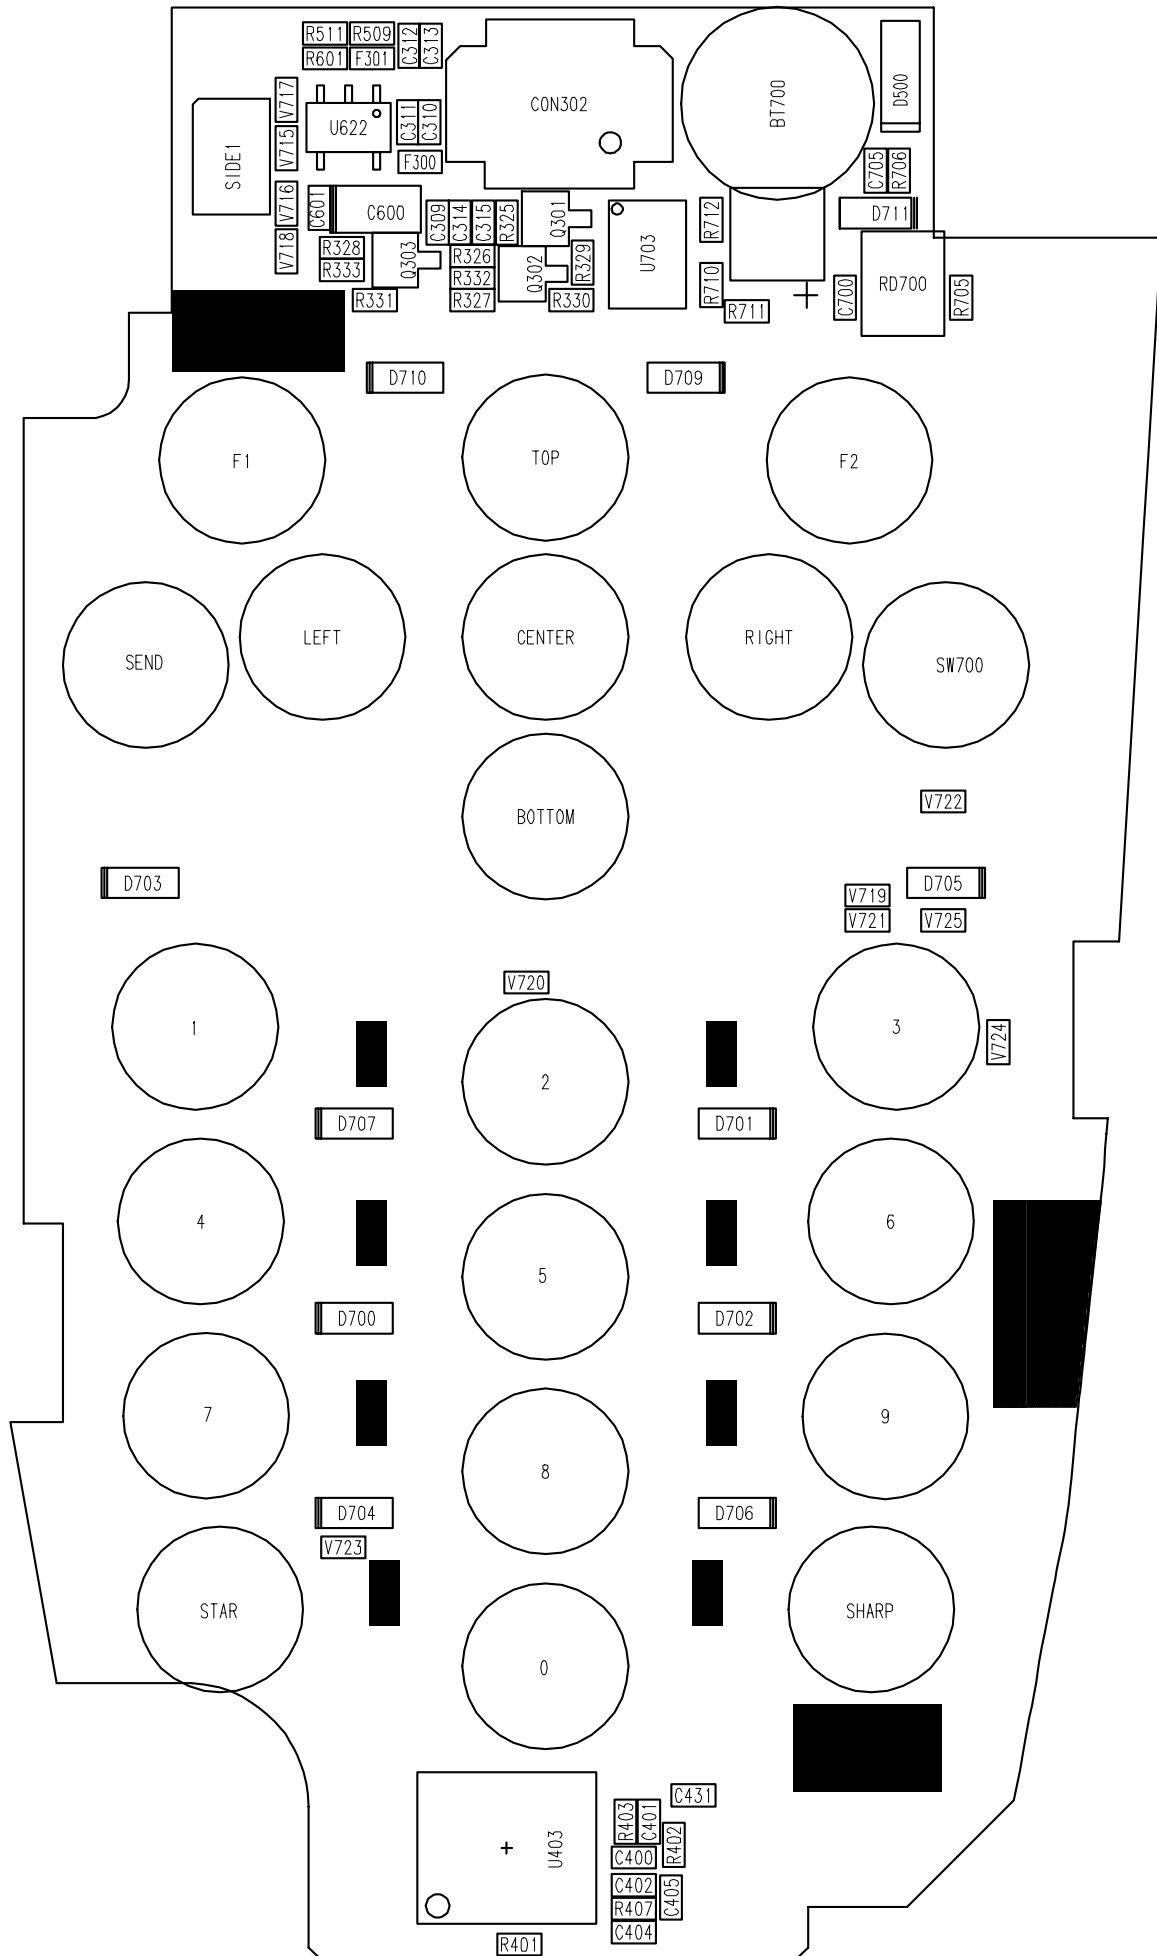 R511 R509 C312 C313
R601 F301
V717
U622
C311 C310
CON302
BT700
D500
V715
SIDE1
F300
C705 R706
V716
C601
C600
C309 C314 C315 R325 Q301
U703
R712
D711
V718
R328
R333
Q303
R326
R332
Q302
R329
R710
RD700
R331
R327
R330
R711
+
C700
R705
D710
D709
F1
TOP
F2
SEND
LEFT
CENTER
RIGHT
SW700
BOTTOM
V722
D703
D705
V719
V721
V725
V720
1
2
3
V724
D707
D701
4
5
6
D700
D702
7
8
9
D704
D706
V723
STAR
0
SHARP
U403
+
C431
R403 C401
R402
C400
C402
C405
R407
C404
R401